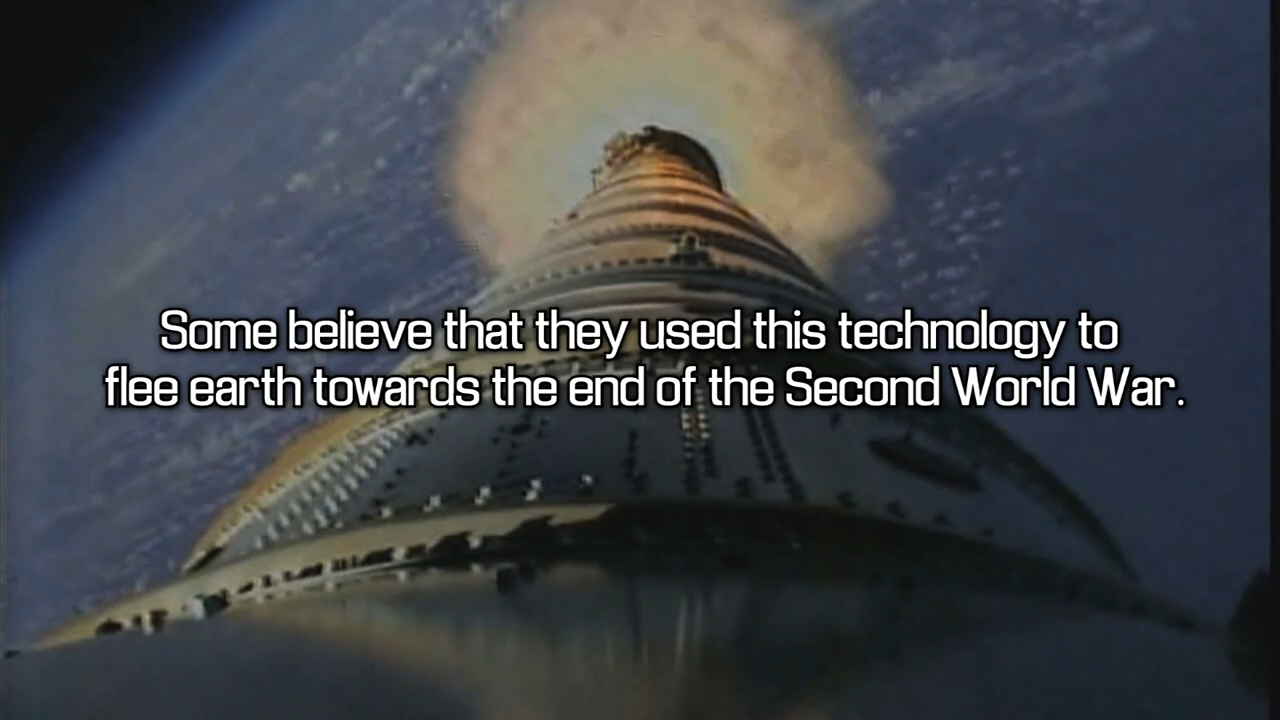 Some believe that they used this technology to
flee earth towards the end of the Second World War.